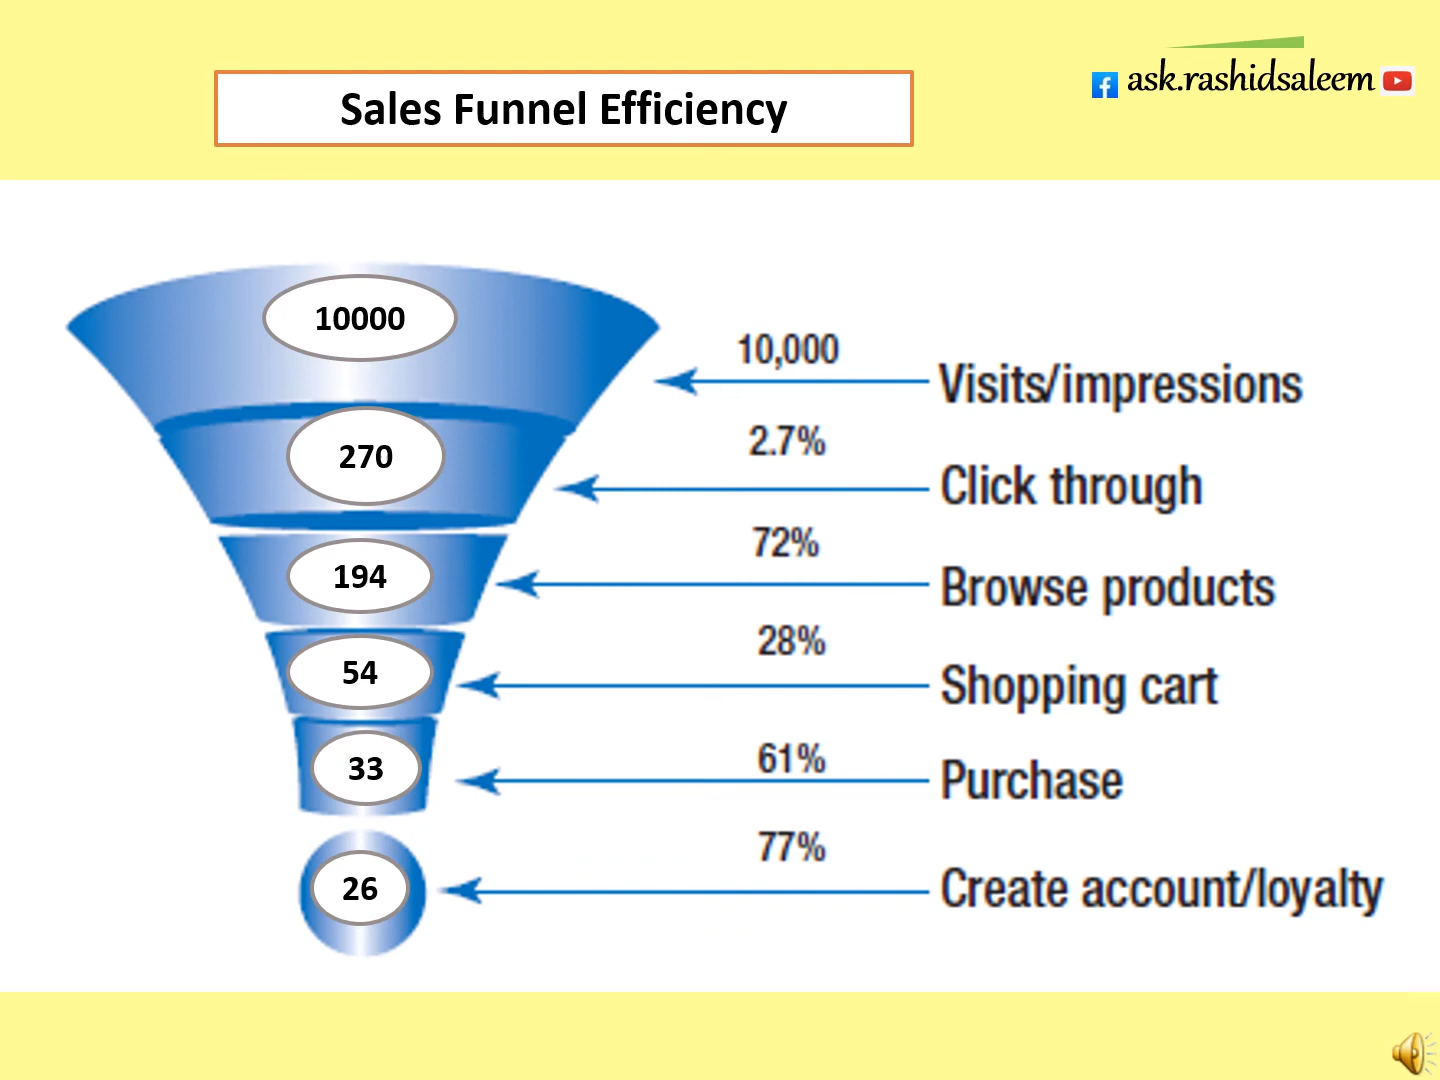 ask.rashidsaleem
Sales Funnel Efficiency
10000
10,000
Visits/impressions
270
2.7%
Click through
194
72%
Browse products
54
28%
Shopping cart
33
61%
Purchase
26
77%
Create account/loyalty